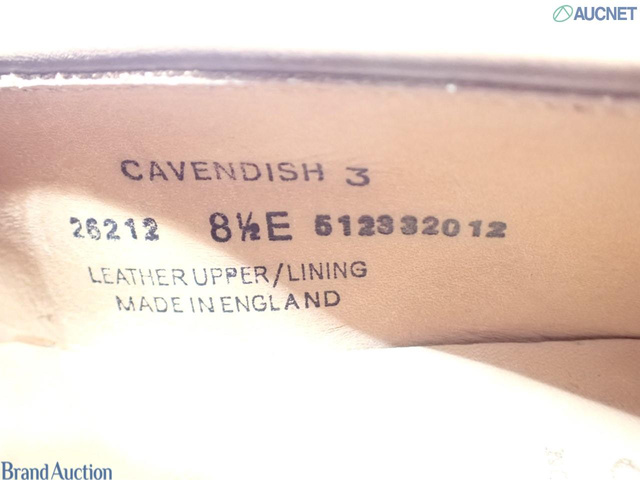 AUCNET
CAVENDISH 3
26212 8½E 512332012
LEATHER UPPER/LINING
MADE IN ENGLAND
Brand Auction